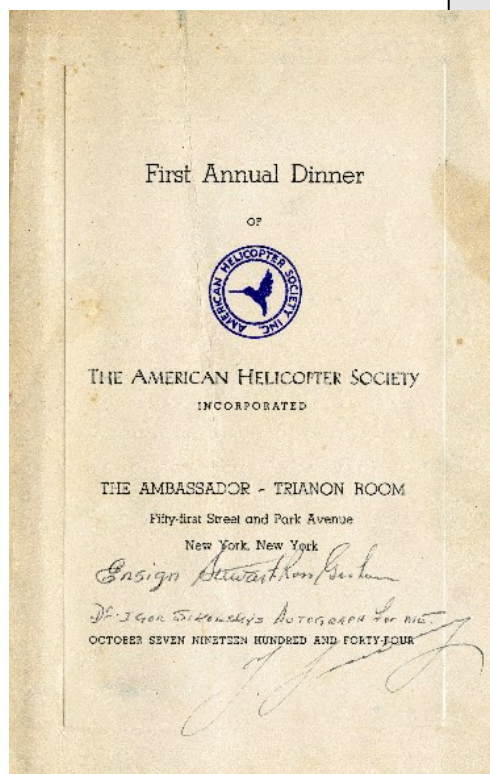 First Annual Dinner
OF
AMERICAN HELICOPTER SOCIETY INC.
THE AMERICAN HELICOPTER SOCIETY
INCORPORATED
THE AMBASSADOR - TRIANON ROOM
Fifty-first Street and Park Avenue
New York, New York
Ensign Stewart Ross Graham
Dr. IGOR SIKORSKY'S AUTOGRAPH FOR ME.
OCTOBER SEVEN NINETEEN HUNDRED AND FORTY-FOUR